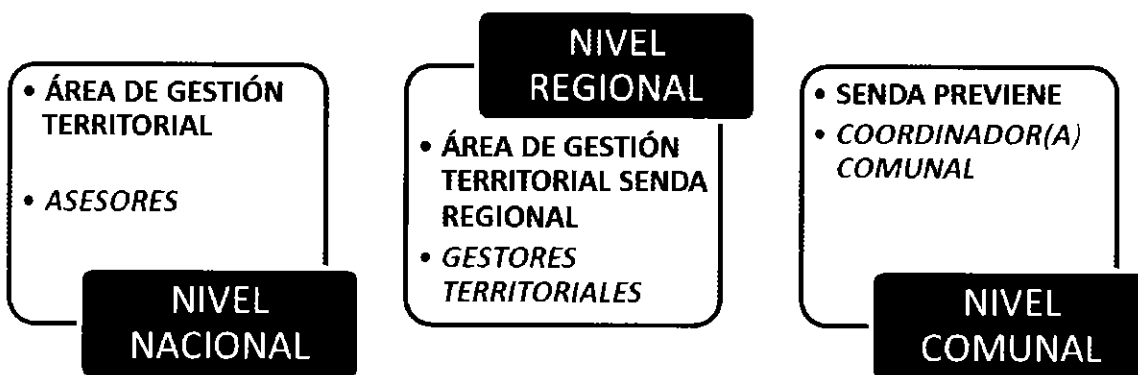 • ÁREA DE GESTIÓN
TERRITORIAL
• ASESORES
NIVEL
NACIONAL
NIVEL
REGIONAL
• ÁREA DE GESTIÓN
TERRITORIAL SENDA
REGIONAL
• GESTORES
TERRITORIALES
• SENDA PREVIENE
• COORDINADOR(A)
COMUNAL
NIVEL
COMUNAL